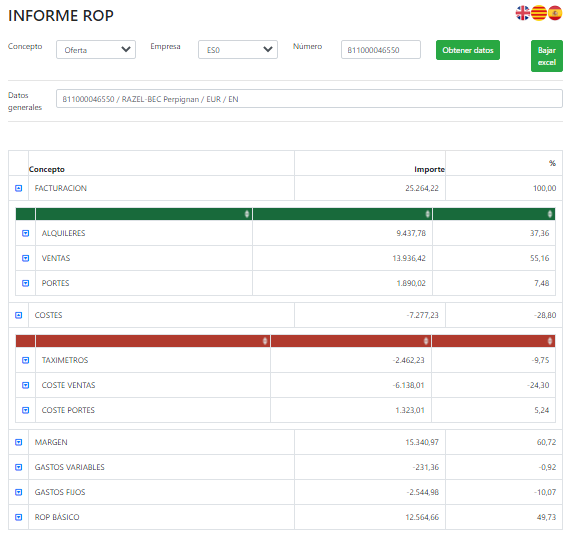 INFORME ROP
Concepto Oferta Empresa ES0 Número 811000046550 Obtener datos Bajar excel
Datos generales 811000046550 / RAZEL-BEC Perpignan / EUR / EN
Concepto Importe %
FACTURACION 25.264,22 100,00
ALQUILERES 9.437,78 37,36
VENTAS 13.936,42 55,16
PORTES 1.890,02 7,48
COSTES -7.277,23 -28,80
TAXIMETROS -2.462,23 -9,75
COSTE VENTAS -6.138,01 -24,30
COSTE PORTES 1.323,01 5,24
MARGEN 15.340,97 60,72
GASTOS VARIABLES -231,36 -0,92
GASTOS FIJOS -2.544,98 -10,07
ROP BÁSICO 12.564,66 49,73